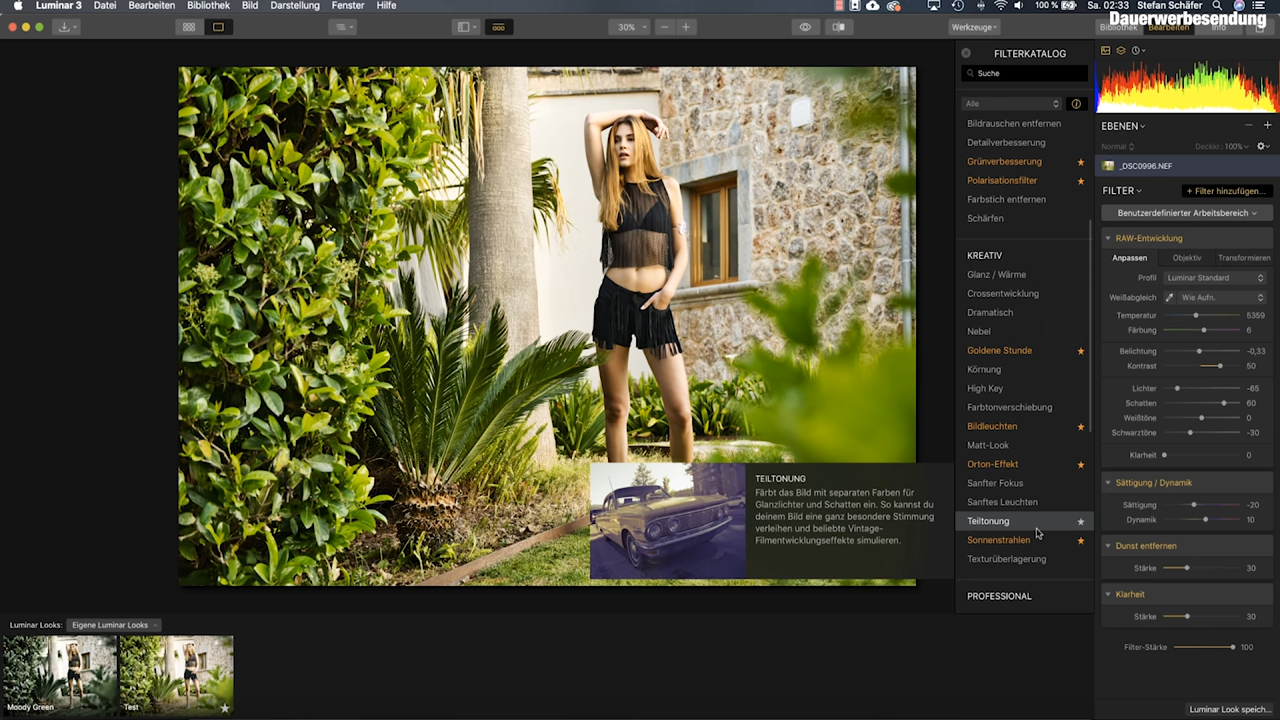 Luminar 3 Datei Bearbeiten Bibliothek Bild Darstellung Fenster Hilfe
100 % Sa. 02:33 Stefan Schäfer
Dauerwerbesendung
30%
Werkzeuge
Bibliothek Bearbeiten Info
FILTERKATALOG
Suche
Alle
Bildrauschen entfernen
Detailverbesserung
Grünverbesserung
Polarisationsfilter
Farbstich entfernen
Schärfen
KREATIV
Glanz / Wärme
Crossentwicklung
Dramatisch
Nebel
Goldene Stunde
Körnung
High Key
Farbtonverschiebung
Bildleuchten
Matt-Look
Orton-Effekt
Sanfter Fokus
Sanftes Leuchten
Teiltonung
Sonnenstrahlen
Texturüberlagerung
PROFESSIONAL
TEILTONUNG
Färbt das Bild mit separaten Farben für
Glanzlichter und Schatten ein. So kannst du
deinem Bild eine ganz besondere Stimmung
verleihen und beliebte Vintage-
Filmentwicklungseffekte simulieren.
EBENEN
Normal Deckkr.: 100%
_DSC0996.NEF
FILTER + Filter hinzufügen...
Benutzerdefinierter Arbeitsbereich
RAW-Entwicklung
Anpassen Objektiv Transformieren
Profil Luminar Standard
Weißabgleich Wie Aufn.
Temperatur 5359
Färbung 6
Belichtung -0,33
Kontrast 50
Lichter -65
Schatten 60
Weißtöne 0
Schwarztöne -30
Klarheit 0
Sättigung / Dynamik
Sättigung -20
Dynamik 10
Dunst entfernen
Stärke 30
Klarheit
Stärke 30
Filter-Stärke 100
Luminar Look speich...
Luminar Looks: Eigene Luminar Looks
Moody Green
Test